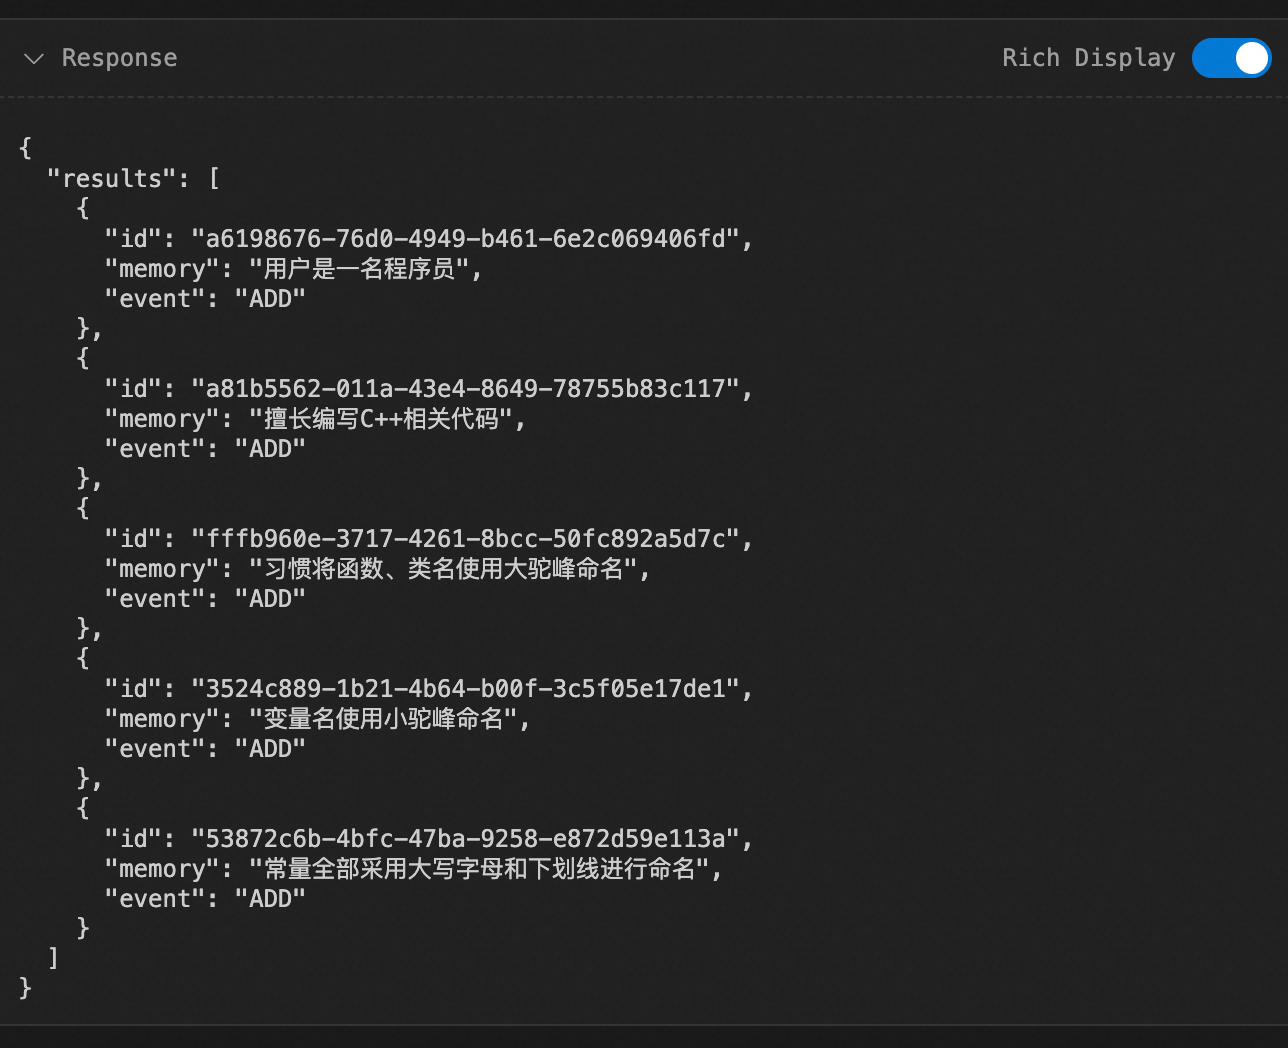 Response
Rich Display
{
  "results": [
    {
      "id": "a6198676-76d0-4949-b461-6e2c069406fd",
      "memory": "用户是一名程序员",
      "event": "ADD"
    },
    {
      "id": "a81b5562-011a-43e4-8649-78755b83c117",
      "memory": "擅长编写C++相关代码",
      "event": "ADD"
    },
    {
      "id": "fffb960e-3717-4261-8bcc-50fc892a5d7c",
      "memory": "习惯将函数、类名使用大驼峰命名",
      "event": "ADD"
    },
    {
      "id": "3524c889-1b21-4b64-b00f-3c5f05e17de1",
      "memory": "变量名使用小驼峰命名",
      "event": "ADD"
    },
    {
      "id": "53872c6b-4bfc-47ba-9258-e872d59e113a",
      "memory": "常量全部采用大写字母和下划线进行命名",
      "event": "ADD"
    }
  ]
}